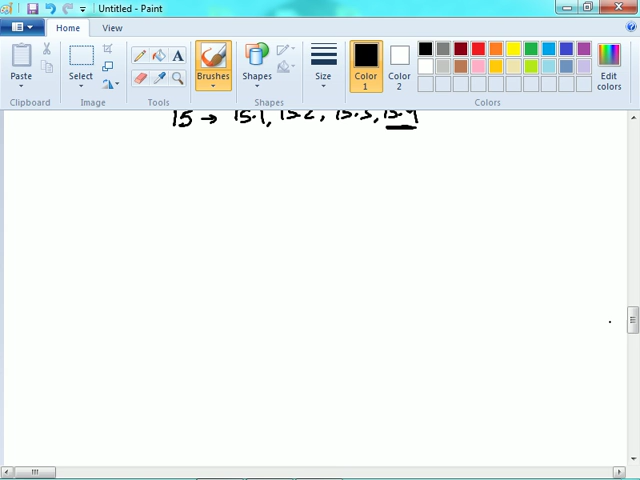 Untitled - Paint
Home
View
Paste
Select
Brushes
Shapes
Size
Color 1
Color 2
Edit colors
Clipboard
Image
Tools
Shapes
Colors
15 → 15.1, 15.2, 15.3, 15.4